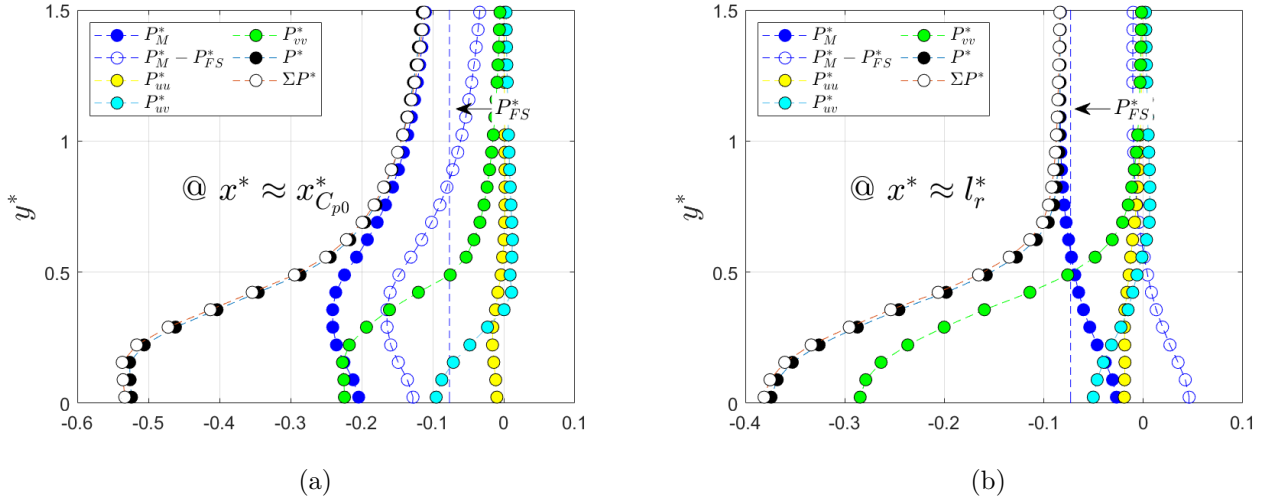 1.5
P*_M
P*_M − P*_FS
P*_uu
P*_uv
P*_vv
P*
ΣP*
1
0.5
0
y*
P*_FS
@ x* ≈ x*_{C_{p0}}
-0.6 -0.5 -0.4 -0.3 -0.2 -0.1 0 0.1
(a)
1.5
P*_M
P*_M − P*_FS
P*_uu
P*_uv
P*_vv
P*
ΣP*
1
0.5
0
y*
P*_FS
@ x* ≈ l*_r
-0.4 -0.3 -0.2 -0.1 0 0.1
(b)